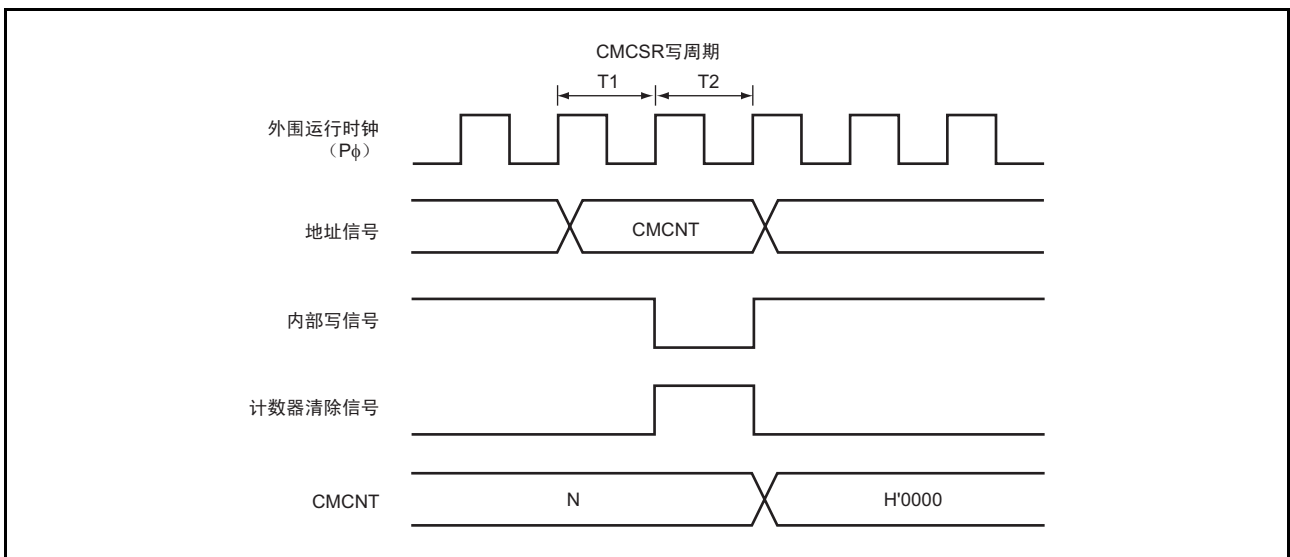 CMCSR写周期
T1 T2
外围运行时钟
（Pϕ）
地址信号 CMCNT
内部写信号
计数器清除信号
CMCNT N H'0000